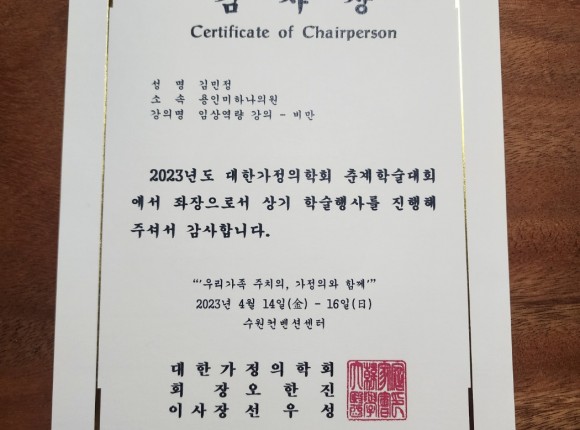 감 사 장
Certificate of Chairperson
성 명 김민정
소 속 용인미하나의원
강의명 임상역량 강의 - 비만
2023년도 대한가정의학회 춘계학술대회
에서 좌장으로서 상기 학술행사를 진행해
주셔서 감사합니다.
“'우리가족 주치의, 가정의와 함께'”
2023년 4월 14일(金) - 16일(日)
수원컨벤션센터
대한가정의학회
회 장 오 한 진
이사장 선 우 성